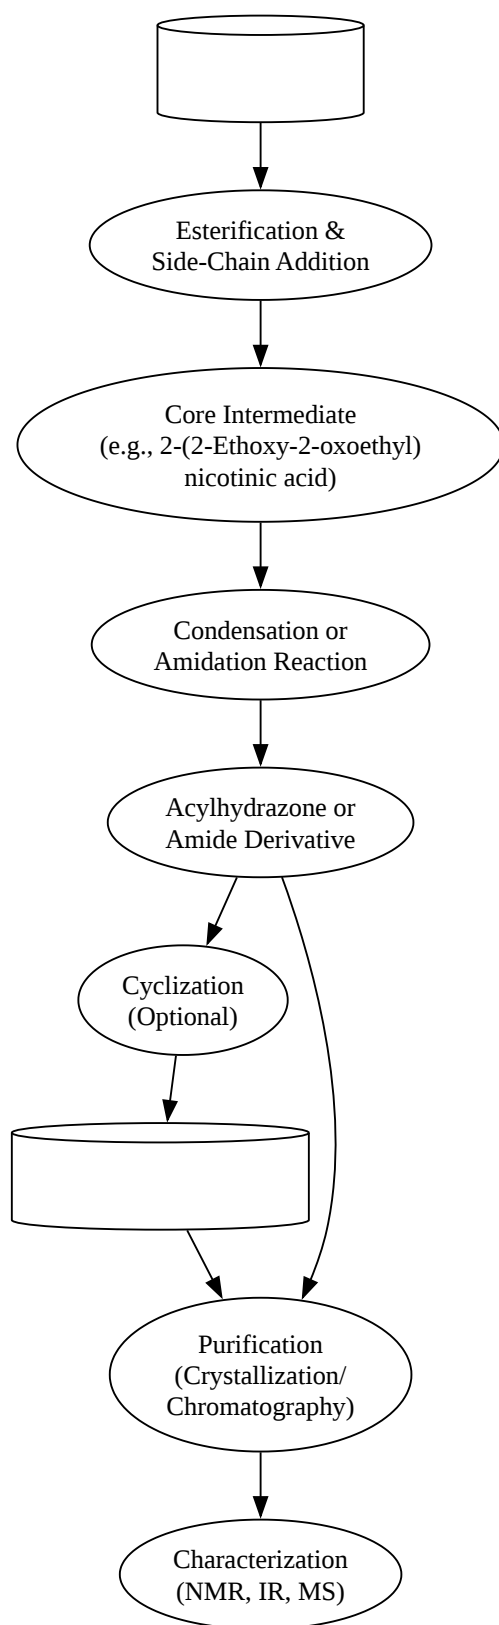 Esterification &
Side-Chain Addition
Core Intermediate
(e.g., 2-(2-Ethoxy-2-oxoethyl)
nicotinic acid)
Condensation or
Amidation Reaction
Acylhydrazone or
Amide Derivative
Cyclization
(Optional)
Purification
(Crystallization/
Chromatography)
Characterization
(NMR, IR, MS)